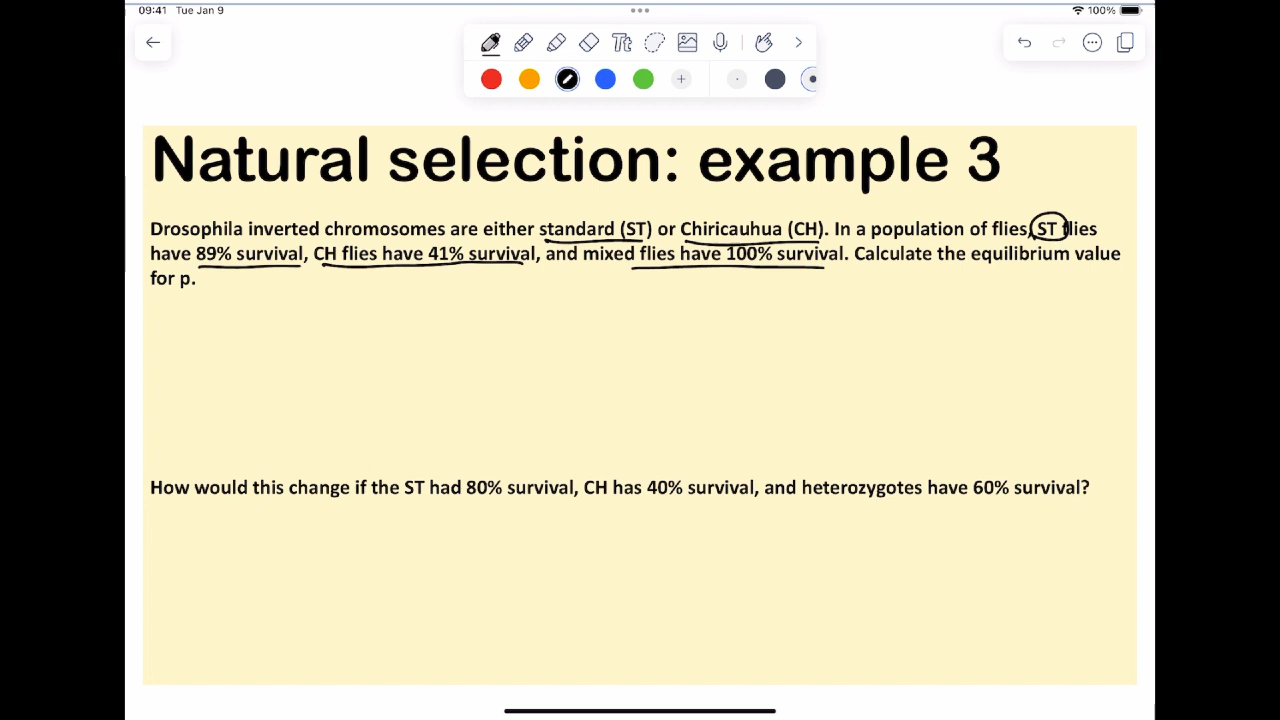 09:41 Tue Jan 9
100%
Tt
Natural selection: example 3
Drosophila inverted chromosomes are either standard (ST) or Chiricauhua (CH). In a population of flies, ST flies
have 89% survival, CH flies have 41% survival, and mixed flies have 100% survival. Calculate the equilibrium value
for p.
How would this change if the ST had 80% survival, CH has 40% survival, and heterozygotes have 60% survival?